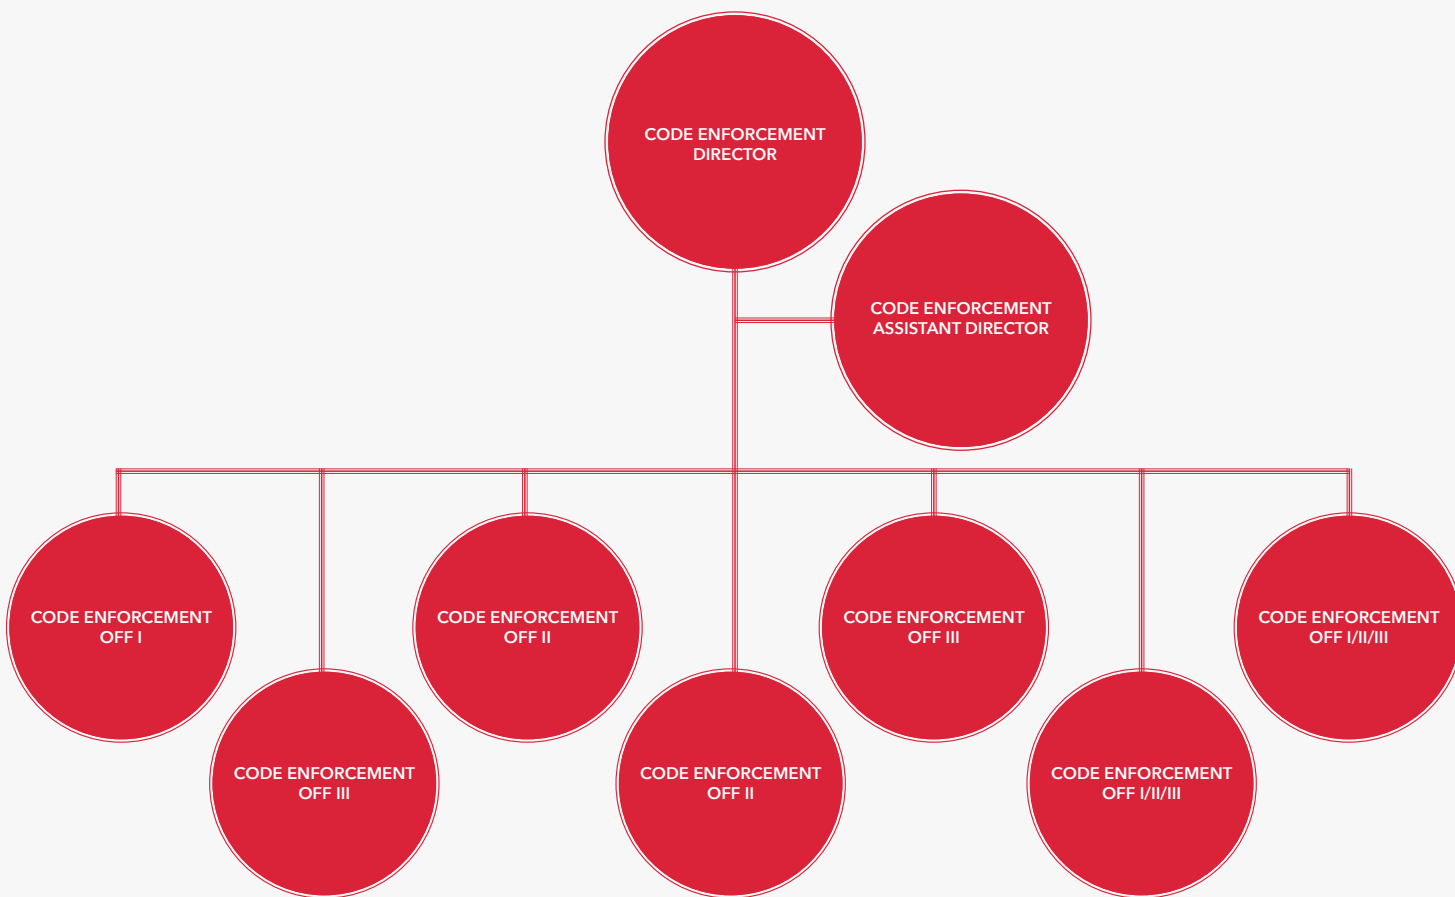 CODE ENFORCEMENT
DIRECTOR
CODE ENFORCEMENT
ASSISTANT DIRECTOR
CODE ENFORCEMENT
OFF I
CODE ENFORCEMENT
OFF II
CODE ENFORCEMENT
OFF III
CODE ENFORCEMENT
OFF I/II/III
CODE ENFORCEMENT
OFF III
CODE ENFORCEMENT
OFF II
CODE ENFORCEMENT
OFF I/II/III